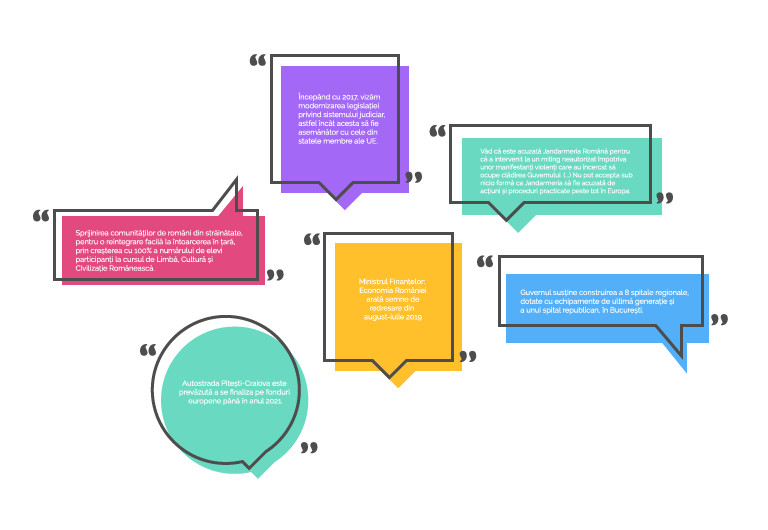 Începând cu 2017, vizăm
modernizarea legislației
privind sistemului judiciar,
astfel încât acesta să fie
asemănător cu cele din
statele membre ale UE.
Văd că este acuzată Jandarmeria Română pentru
că a intervenit la un miting neautorizat împotriva
unor manifestanți violenți care au încercat să
ocupe clădirea Guvernului. (...) Nu pot accepta sub
nicio formă ca Jandarmeria să fie acuzată de
acțiuni și proceduri practicate peste tot în Europa.
Sprijinirea comunităților de români din străinătate,
pentru o reintegrare facilă la întoarcerea în țară,
prin creșterea cu 100% a numărului de elevi
participanți la cursul de Limbă, Cultură și
Civilizație Românească.
Ministrul Finanțelor:
Economia României
arată semne de
redresare din
august-iulie 2019
Guvernul susține construirea a 8 spitale regionale,
dotate cu echipamente de ultimă generație și
a unui spital republican, în București.
Autostrada Pitești-Craiova este
prevăzută a se finaliza pe fonduri
europene până în anul 2021.